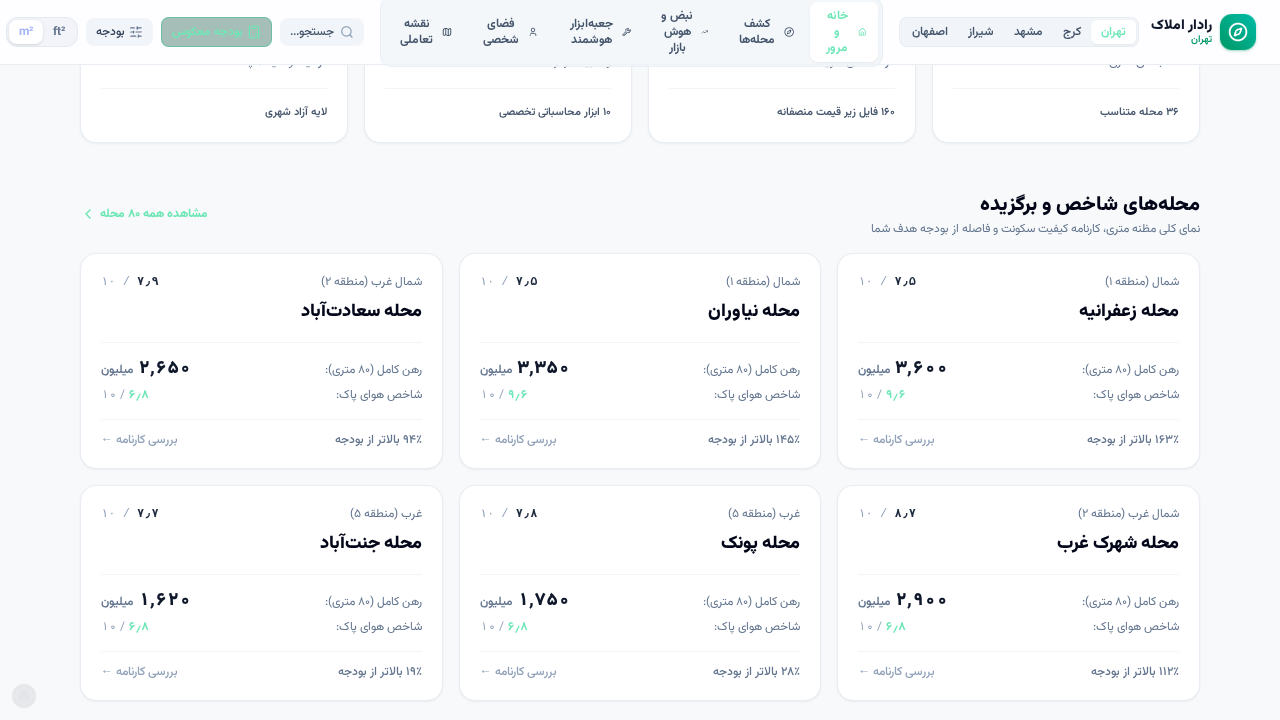 رادار املاک
تهران
تهران
کرج
مشهد
شیراز
اصفهان
خانه و مرور
کشف محله‌ها
نبض و هوش بازار
جعبه‌ابزار هوشمند
فضای شخصی
نقشه تعاملی
جستجو...
بودجه معکوس
بودجه
ft²
m²
۳۶ محله متناسب
۱۶۰ فایل زیر قیمت منصفانه
۱۰ ابزار محاسباتی تخصصی
لایه آزاد شهری
محله‌های شاخص و برگزیده
نمای کلی مظنه متری، کارنامه کیفیت سکونت و فاصله از بودجه هدف شما
مشاهده همه ۸۰ محله
شمال (منطقه ۱)
۷٫۵ / ۱۰
محله زعفرانیه
رهن کامل (۸۰ متری):
۳,۶۰۰ میلیون
شاخص هوای پاک:
۹٫۶ / ۱۰
۱۶۳٪ بالاتر از بودجه
بررسی کارنامه ←
شمال (منطقه ۱)
۷٫۵ / ۱۰
محله نیاوران
رهن کامل (۸۰ متری):
۳,۳۵۰ میلیون
شاخص هوای پاک:
۹٫۶ / ۱۰
۱۴۵٪ بالاتر از بودجه
بررسی کارنامه ←
شمال غرب (منطقه ۲)
۷٫۹ / ۱۰
محله سعادت‌آباد
رهن کامل (۸۰ متری):
۲,۶۵۰ میلیون
شاخص هوای پاک:
۶٫۸ / ۱۰
۹۴٪ بالاتر از بودجه
بررسی کارنامه ←
شمال غرب (منطقه ۲)
۸٫۷ / ۱۰
محله شهرک غرب
رهن کامل (۸۰ متری):
۲,۹۰۰ میلیون
شاخص هوای پاک:
۶٫۸ / ۱۰
۱۱۲٪ بالاتر از بودجه
بررسی کارنامه ←
غرب (منطقه ۵)
۷٫۸ / ۱۰
محله پونک
رهن کامل (۸۰ متری):
۱,۷۵۰ میلیون
شاخص هوای پاک:
۶٫۸ / ۱۰
۲۸٪ بالاتر از بودجه
بررسی کارنامه ←
غرب (منطقه ۵)
۷٫۷ / ۱۰
محله جنت‌آباد
رهن کامل (۸۰ متری):
۱,۶۲۰ میلیون
شاخص هوای پاک:
۶٫۸ / ۱۰
۱۹٪ بالاتر از بودجه
بررسی کارنامه ←